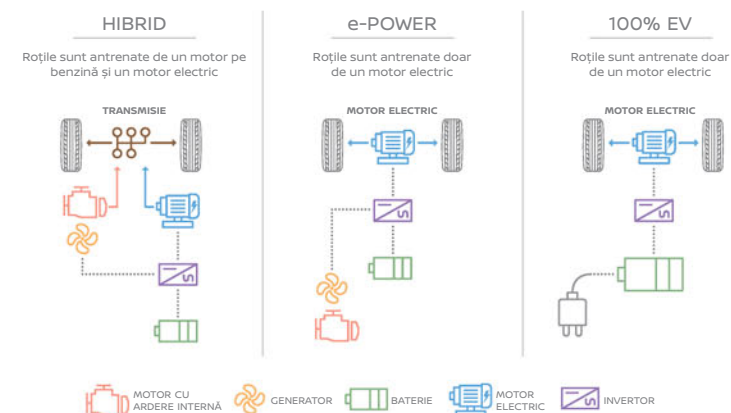 HIBRID
Roțile sunt antrenate de un motor pe
benzină și un motor electric
TRANSMISIE
e-POWER
Roțile sunt antrenate doar
de un motor electric
MOTOR ELECTRIC
100% EV
Roțile sunt antrenate doar
de un motor electric
MOTOR ELECTRIC
MOTOR CU
ARDERE INTERNĂ
GENERATOR
BATERIE
MOTOR
ELECTRIC
INVERTOR